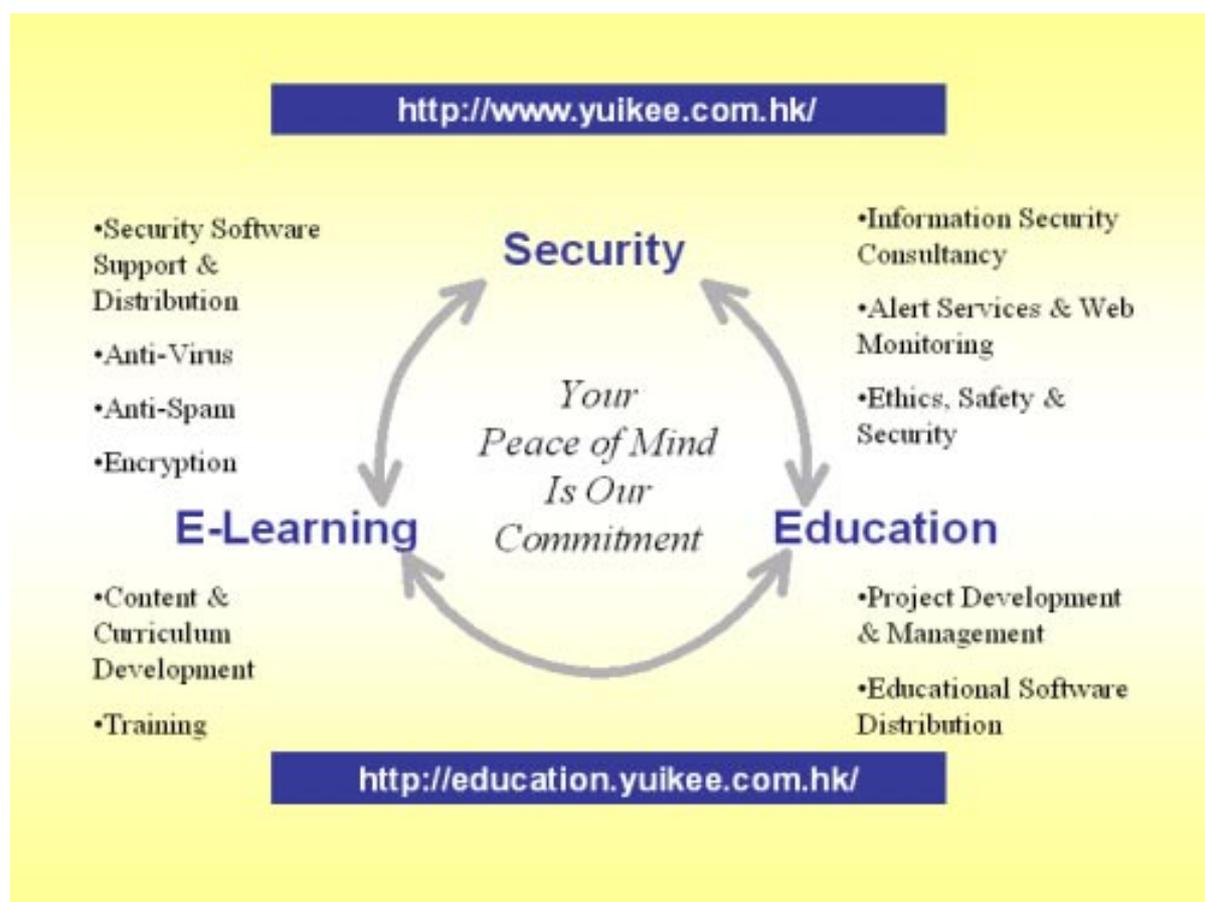 http://www.yuikee.com.hk/
•Security Software
Support &
Distribution
•Anti-Virus
•Anti-Spam
•Encryption
Security
•Information Security
Consultancy
•Alert Services & Web
Monitoring
•Ethics, Safety &
Security
Your
Peace of Mind
Is Our
Commitment
E-Learning
Education
•Content &
Curriculum
Development
•Training
•Project Development
& Management
•Educational Software
Distribution
http://education.yuikee.com.hk/